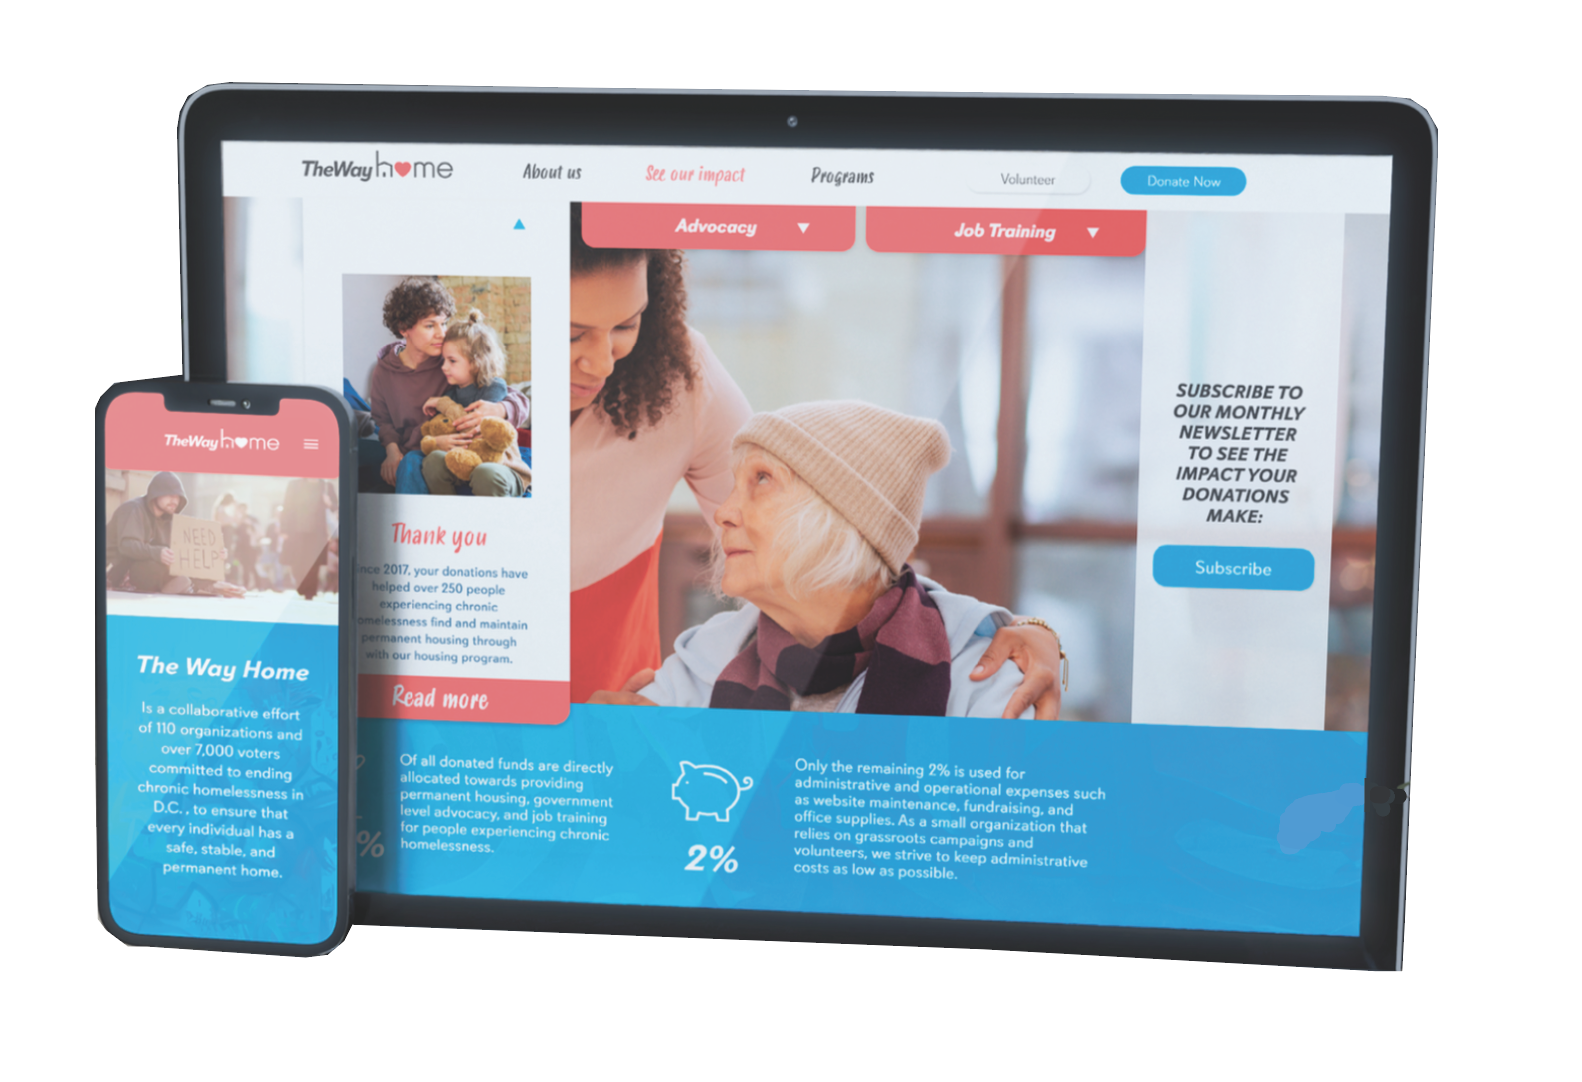 TheWay home
About us
See our impact
Programs
Volunteer
Donate Now
Advocacy
Job Training
Thank you
2017, your donations have
helped over 250 people
experiencing chronic
and maintain
permanent housing through
with our housing program.
Read more
SUBSCRIBE TO
OUR MONTHLY
NEWSLETTER
TO SEE THE
IMPACT YOUR
DONATIONS
MAKE:
Subscribe
%
Of all donated funds are directly
allocated towards providing
permanent housing, government
level advocacy, and job training
for people experiencing chronic
homelessness.
2%
Only the remaining 2% is used for
administrative and operational expenses such
as website maintenance, fundraising, and
office supplies. As a small organization that
relies on grassroots campaigns and
volunteers, we strive to keep administrative
costs as low as possible.
TheWay home
NEED
HELP
The Way Home
Is a collaborative effort
of 110 organizations and
over 7,000 voters
committed to ending
chronic homelessness in
D.C., to ensure that
every individual has a
safe, stable, and
permanent home.